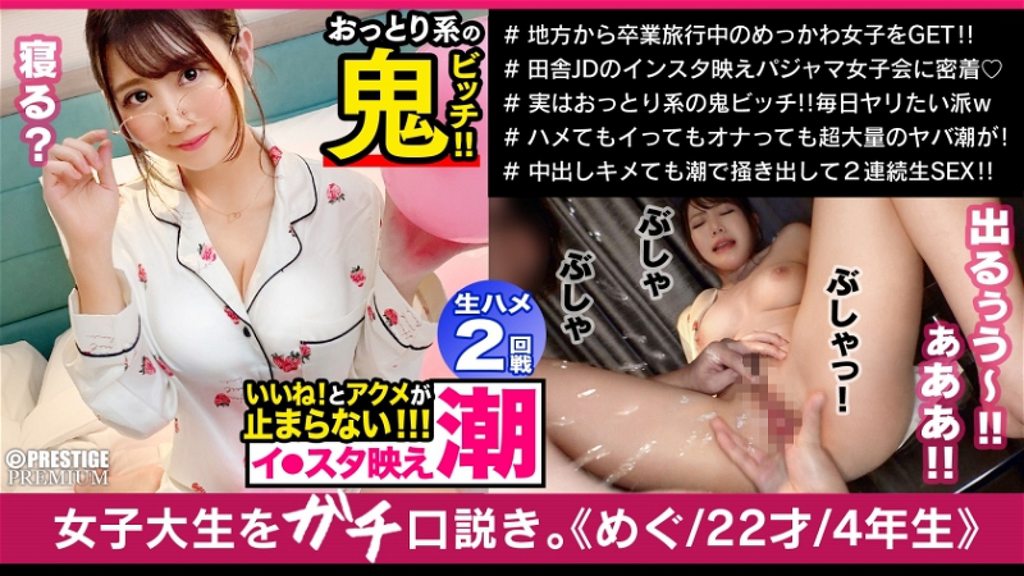 寝る?
おっとり系の
鬼ビッチ!!
# 地方から卒業旅行中のめっかわ女子をGET!!
# 田舎JDのインスタ映えパジャマ女子会に密着♡
# 実はおっとり系の鬼ビッチ!!毎日ヤリたい派w
# ハメてもイってもオナっても超大量のヤバ潮が!
# 中出しキメても潮で掻き出して2連続生SEX!!
ぶしゃ
ぶしゃ
ぶしゃっ!
出るぅう〜!!
ぁああ!!
生ハメ
2回戦
いいね!とアクメが
止まらない!!!
イ●スタ映え潮
©PRESTIGE
PREMIUM
女子大生をガチ口説き。《めぐ/22才/4年生》